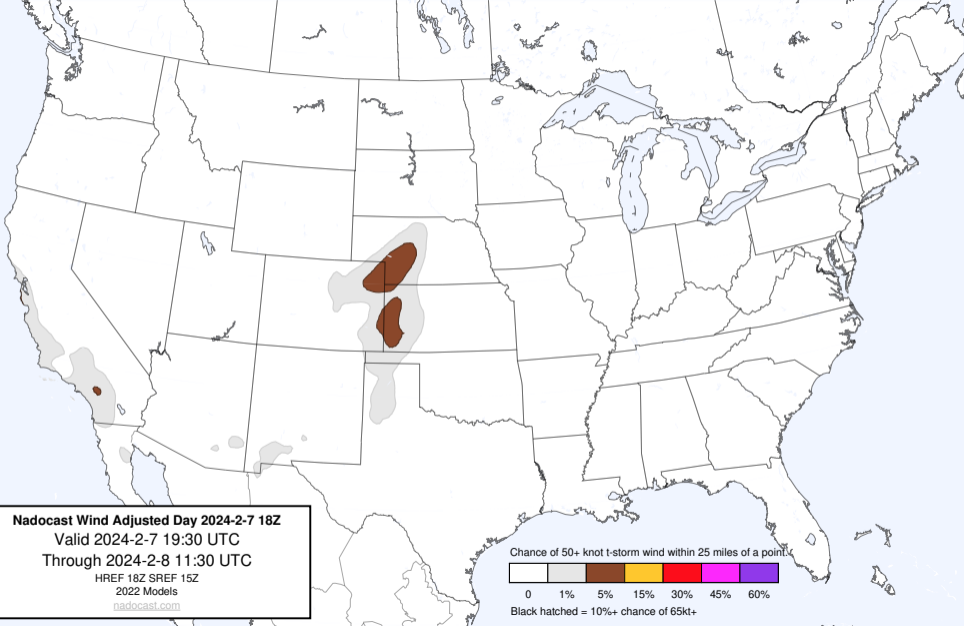 Nadocast Wind Adjusted Day 2024-2-7 18Z
Valid 2024-2-7 19:30 UTC
Through 2024-2-8 11:30 UTC
HREF 18Z SREF 15Z
2022 Models
nadocast.com
Chance of 50+ knot t-storm wind within 25 miles of a point.
0 1% 5% 15% 30% 45% 60%
Black hatched = 10%+ chance of 65kt+